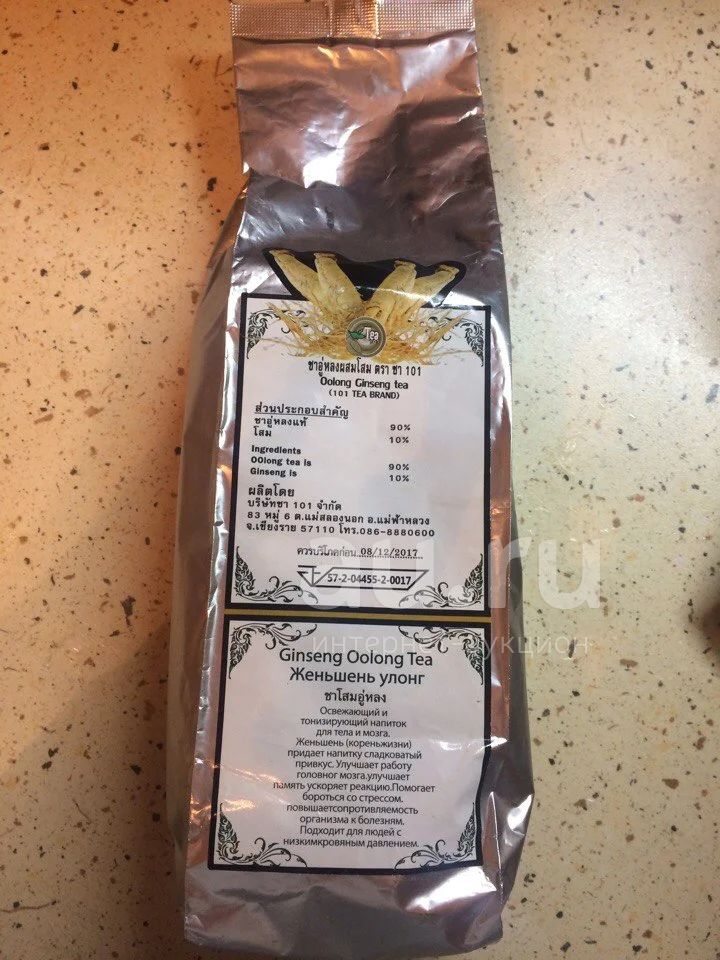 Tea
ชาอู่หลงผสมโสม ตรา ชา 101
Oolong Ginseng tea
(101 TEA BRAND)
ส่วนประกอบสำคัญ
ชาอู่หลงแท้ 90%
โสม 10%
Ingredients
OOlong tea is 90%
Ginseng is 10%
ผลิตโดย
บริษัทชา 101 จำกัด
83 หมู่ 6 ต.แม่สลองนอก อ.แม่ฟ้าหลวง
จ.เชียงราย 57110 โทร.086-8880600
ควรบริโภคก่อน 08/12/2017
57-2-04455-2-0017
au.ru
интернет-аукцион
Ginseng Oolong Tea
Женьшень улонг
ชาโสมอู่หลง
Освежающий и
тонизирующий напиток
для тела и мозга.
Женьшень (кореньжизни)
придает напитку сладковатый
привкус. Улучшает работу
головног мозга.улучшает
память ускоряет реакцию.Помогает
бороться со стрессом.
повышаетсопротивляемость
организма к болезням.
Подходит для людей с
низкимкровяным давлением.